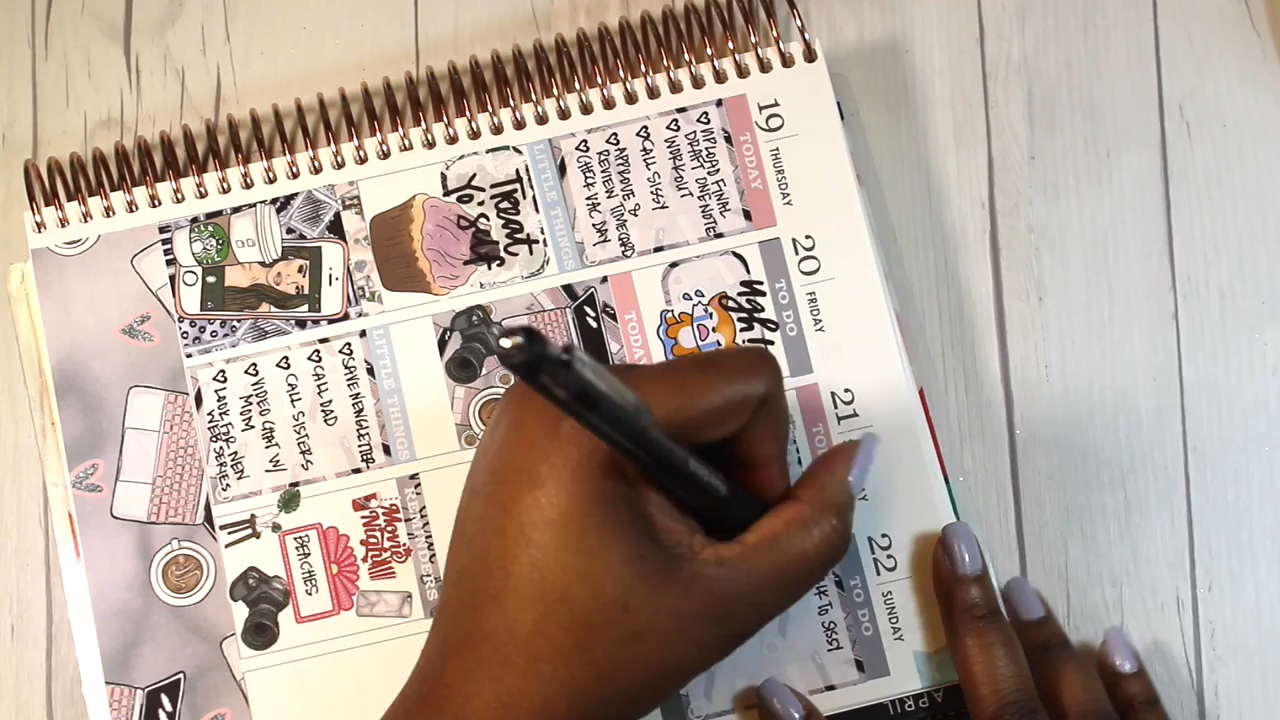 19 THURSDAY
TODAY
UPLOAD FINAL
DRAFT ONENOTE
WORKOUT
CALL SISSY
APPROVE &
REVIEW TIMECARD
CHECK VAC DAY
LITTLE THINGS
Treat
Yo'self
20 FRIDAY
TO DO
Ugh
TODAY
LITTLE THINGS
SAVE NEWSLETTER
CALL DAD
CALL SISTERS
VIDEO CHAT W/
MOM
LOOK FOR NEW
WEB SERIES
21
REMINDERS
Movie
Night
BEACHES
22 SUNDAY
TO DO
TO SISSY
APRIL